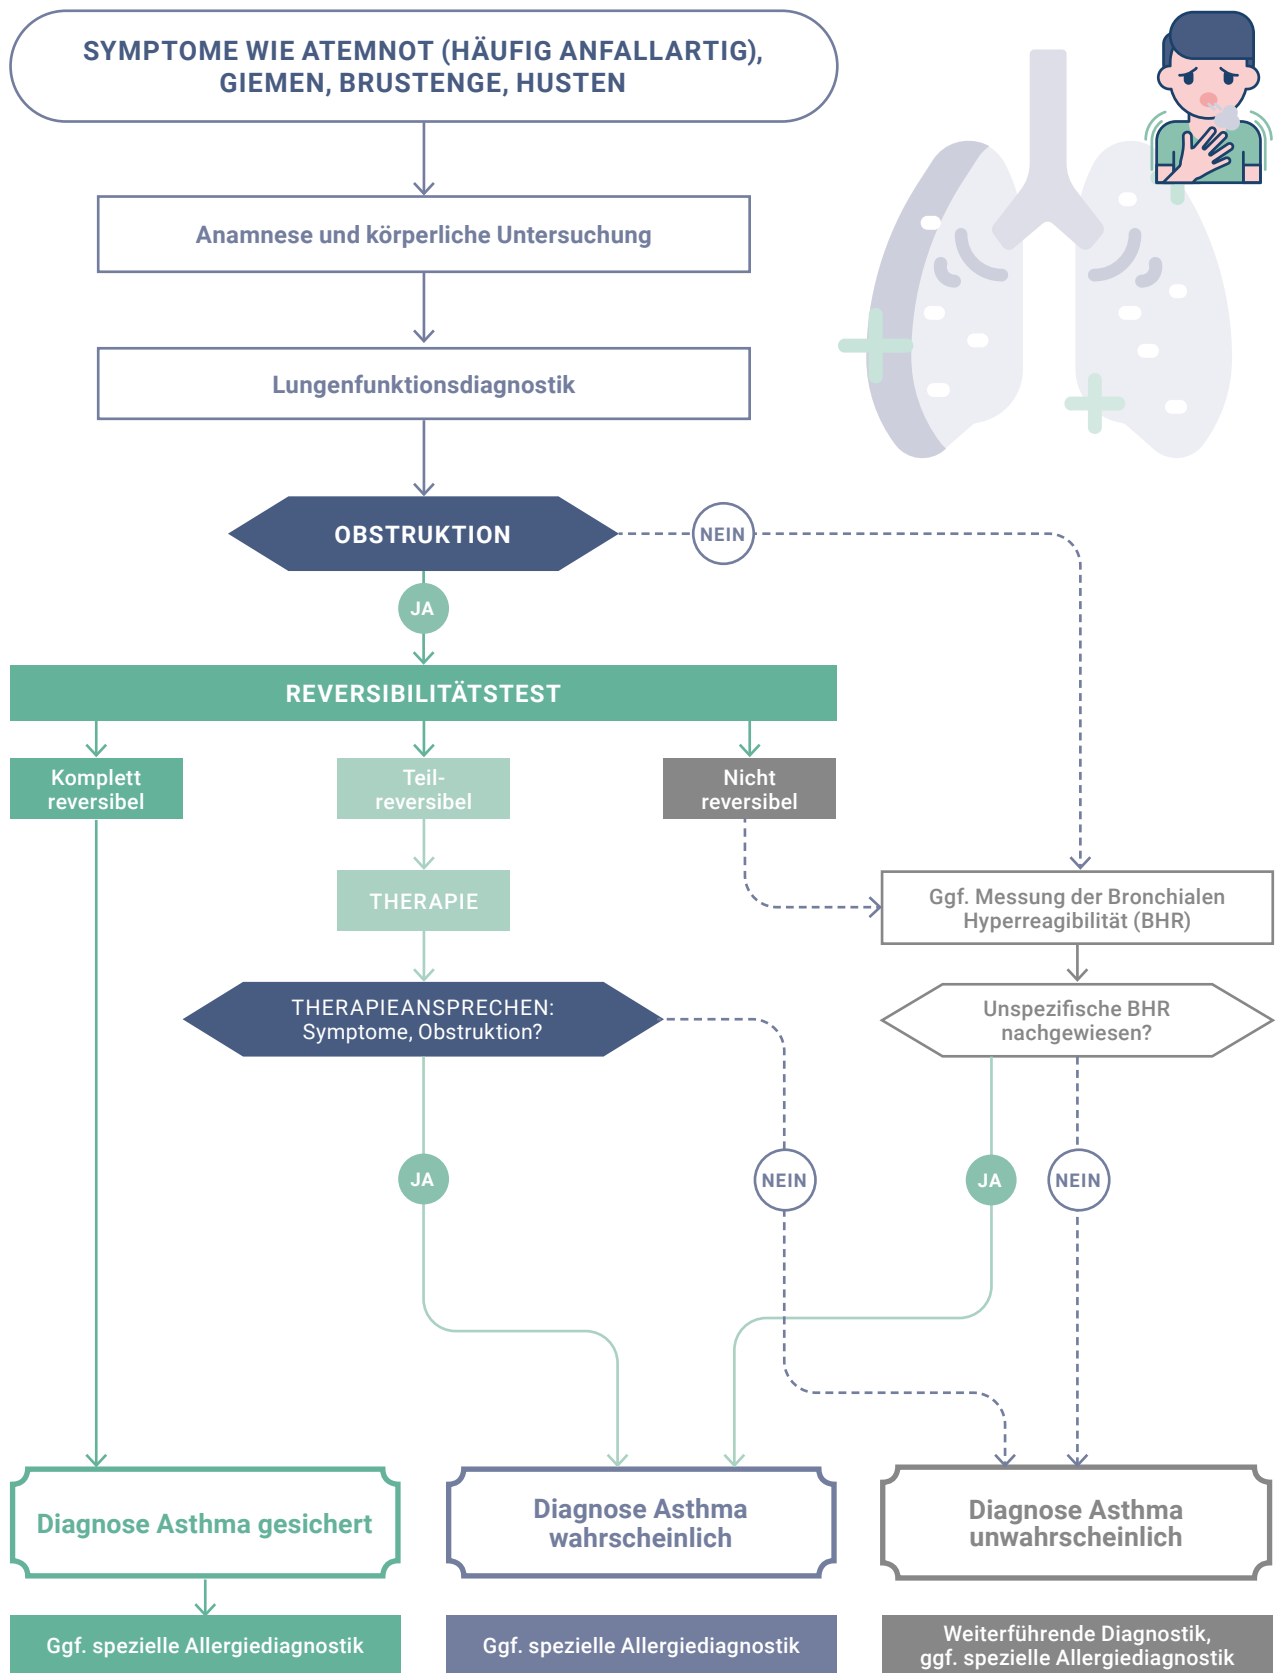 SYMPTOME WIE ATEMNOT (HÄUFIG ANFALLARTIG),
GIEMEN, BRUSTENGE, HUSTEN
Anamnese und körperliche Untersuchung
Lungenfunktionsdiagnostik
OBSTRUKTION
NEIN
JA
REVERSIBILITÄTSTEST
Komplett
reversibel
Teil-
reversibel
Nicht
reversibel
THERAPIE
Ggf. Messung der Bronchialen
Hyperreagibilität (BHR)
THERAPIEANSPRECHEN:
Symptome, Obstruktion?
Unspezifische BHR
nachgewiesen?
JA
NEIN
JA
NEIN
Diagnose Asthma gesichert
Diagnose Asthma
wahrscheinlich
Diagnose Asthma
unwahrscheinlich
Ggf. spezielle Allergiediagnostik
Ggf. spezielle Allergiediagnostik
Weiterführende Diagnostik,
ggf. spezielle Allergiediagnostik